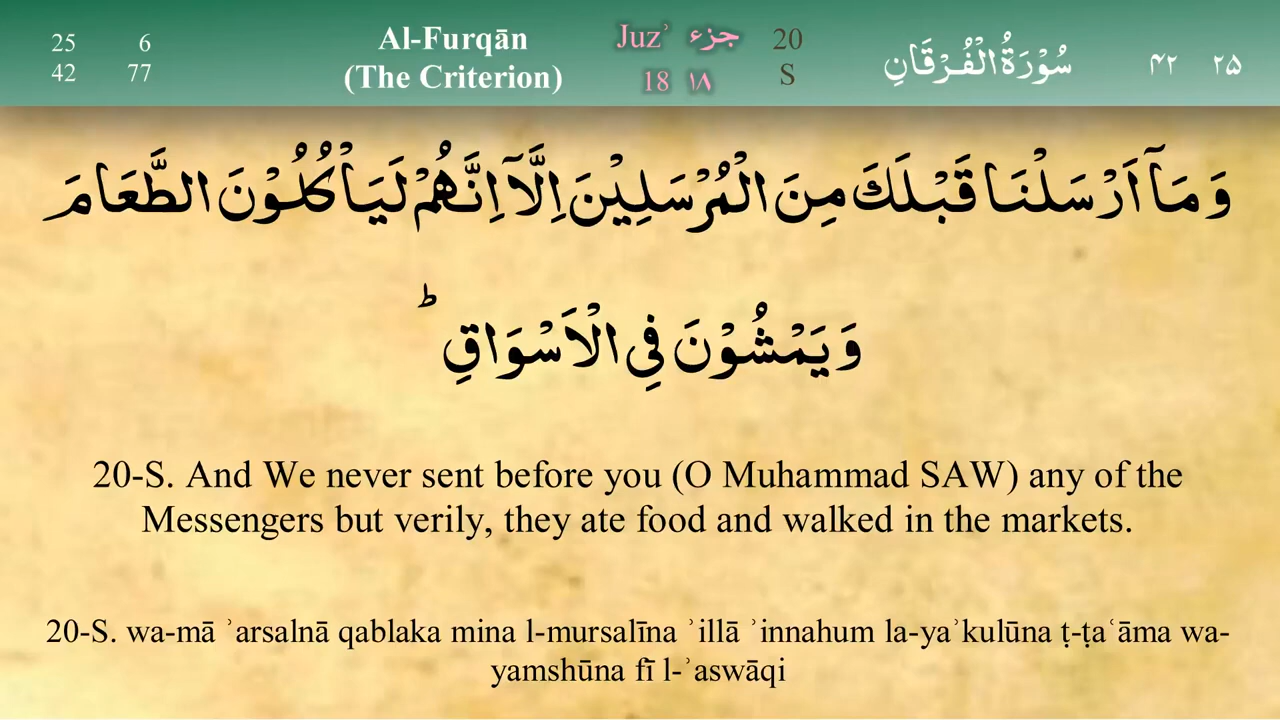 25 6
42 77
Al-Furqān
(The Criterion)
Juzʾ جزء
18 ١٨
20
S
سُوْرَةُ الْفُرْقَانِ
٤٢ ٢٥
وَمَآ اَرْسَلْنَا قَبْلَكَ مِنَ الْمُرْسَلِيْنَ اِلَّآ اِنَّهُمْ لَيَاْكُلُوْنَ الطَّعَامَ
وَيَمْشُوْنَ فِى الْاَسْوَاقِ ؕ
20-S. And We never sent before you (O Muhammad SAW) any of the
Messengers but verily, they ate food and walked in the markets.
20-S. wa-mā ʾarsalnā qablaka mina l-mursalīna ʾillā ʾinnahum la-yaʾkulūna ṭ-ṭaʿāma wa-
yamshūna fī l-ʾaswāqi